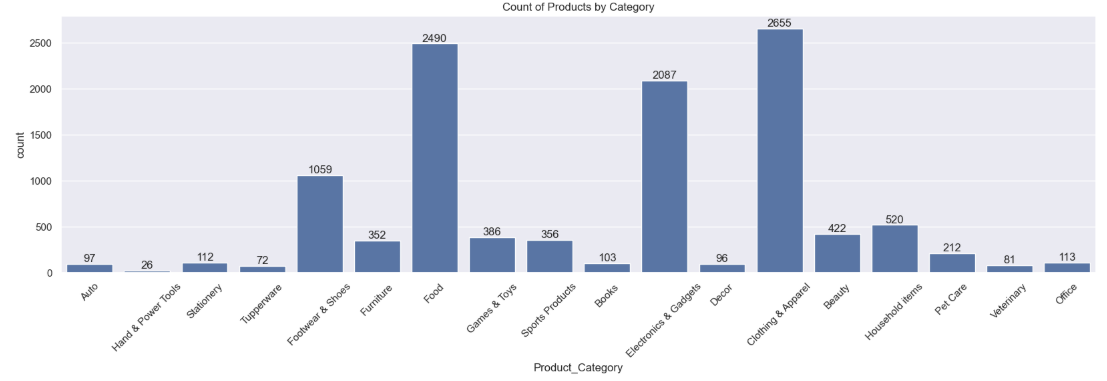 Count of Products by Category
count
2500
2000
1500
1000
500
0
97
26
112
72
1059
352
2490
386
356
103
2087
96
2655
422
520
212
81
113
Auto
Hand & Power Tools
Stationery
Tupperware
Footwear & Shoes
Furniture
Food
Games & Toys
Sports Products
Books
Electronics & Gadgets
Decor
Clothing & Apparel
Beauty
Household items
Pet Care
Veterinary
Office
Product_Category